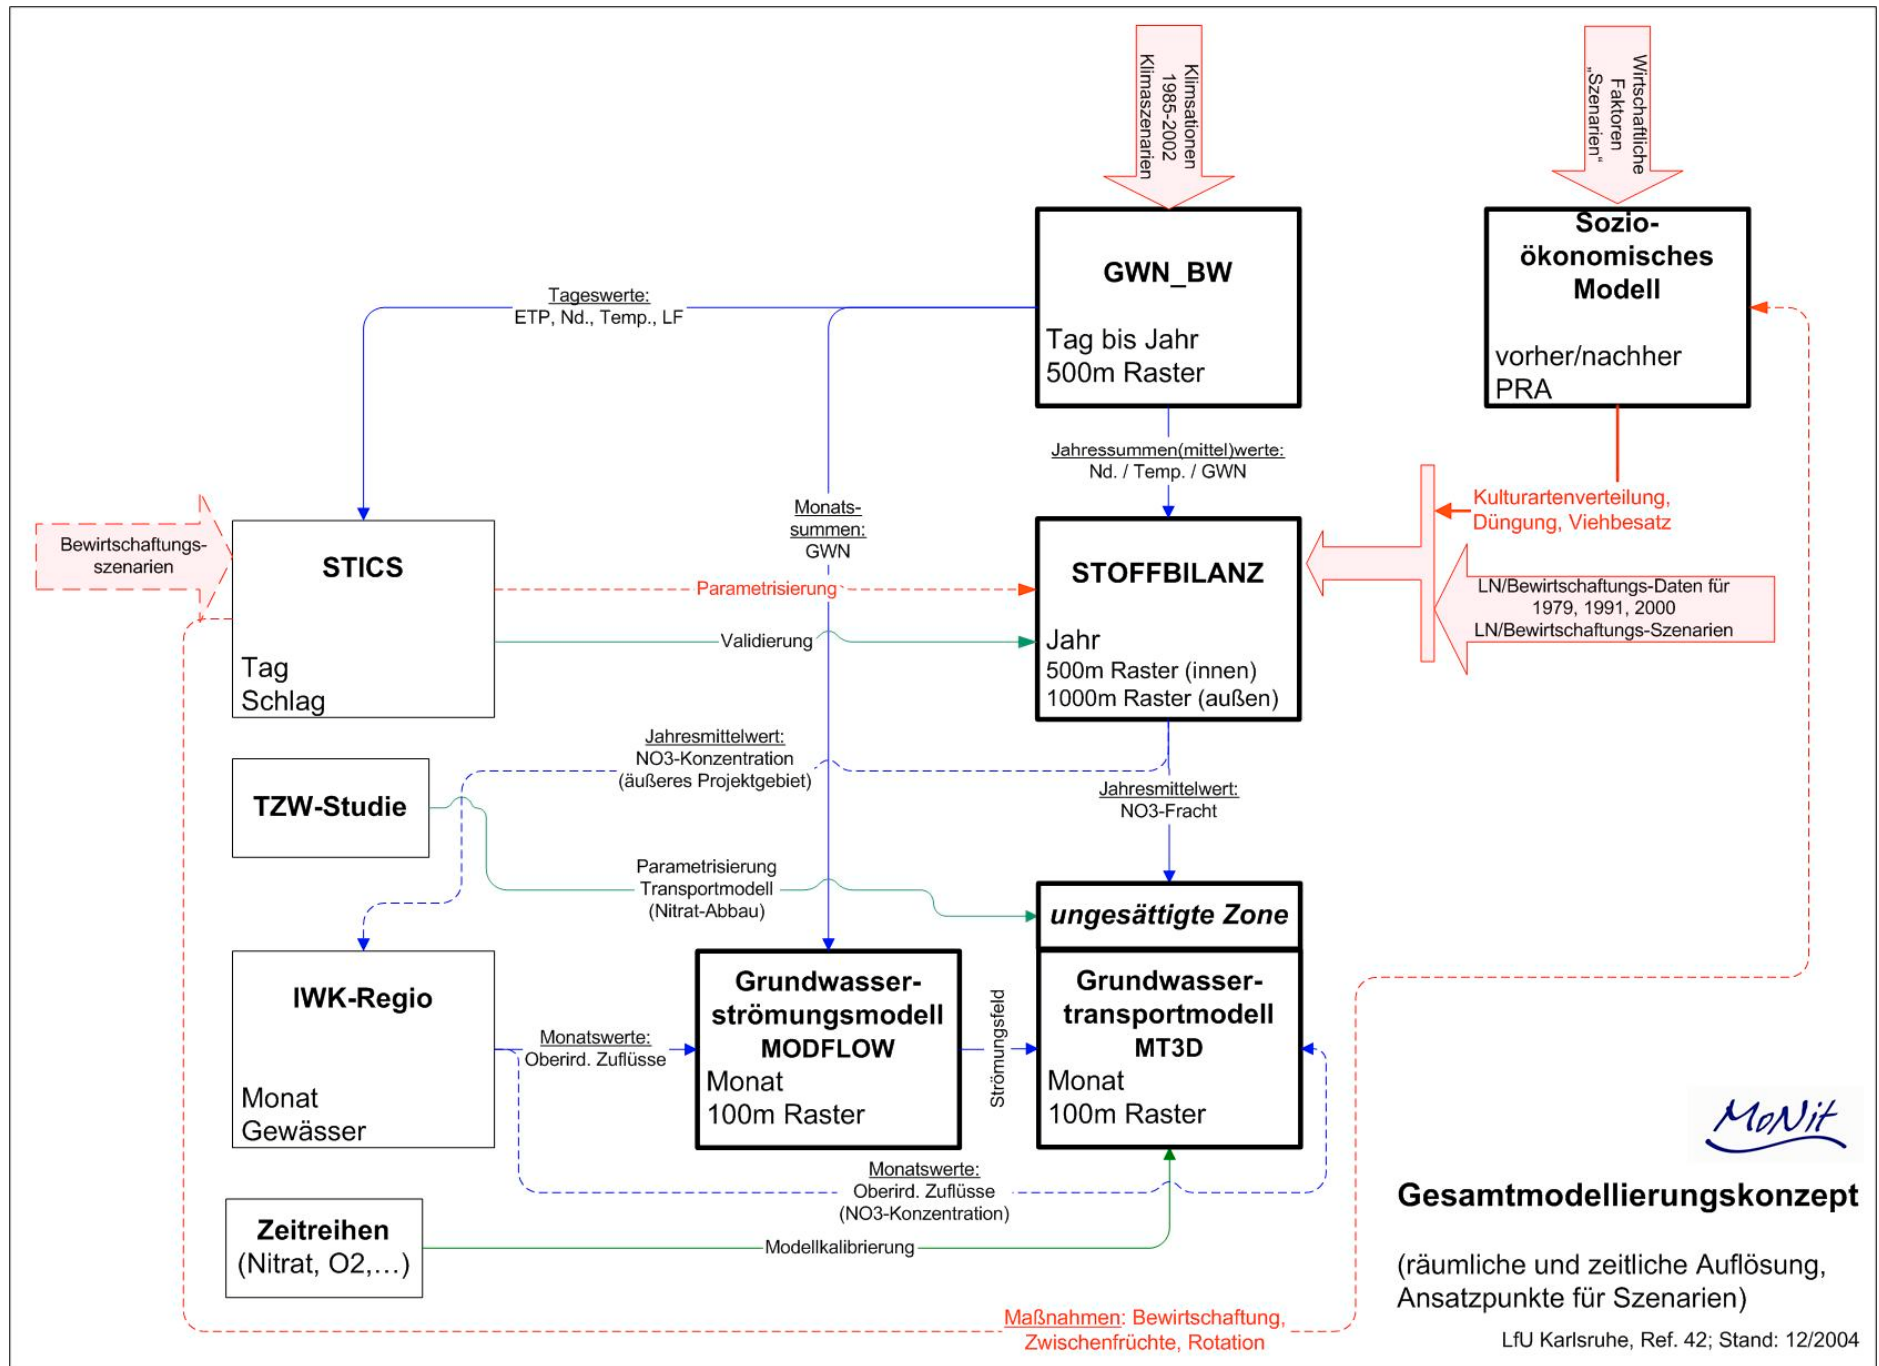 Klimsationen
1985-2002
Klimaszenarien
Wirtschaftliche
Faktoren
„Szenarien“
GWN_BW
Tag bis Jahr
500m Raster
Sozio-
ökonomisches
Modell
vorher/nachher
PRA
Tageswerte:
ETP, Nd., Temp., LF
Jahressummen(mittel)werte:
Nd. / Temp. / GWN
Monats-
summen:
GWN
Kulturartenverteilung,
Düngung, Viehbesatz
Bewirtschaftungs-
szenarien
STICS
Tag
Schlag
Parametrisierung
Validierung
STOFFBILANZ
Jahr
500m Raster (innen)
1000m Raster (außen)
LN/Bewirtschaftungs-Daten für
1979, 1991, 2000
LN/Bewirtschaftungs-Szenarien
Jahresmittelwert:
NO3-Konzentration
(äußeres Projektgebiet)
Jahresmittelwert:
NO3-Fracht
TZW-Studie
Parametrisierung
Transportmodell
(Nitrat-Abbau)
ungesättigte Zone
IWK-Regio
Monat
Gewässer
Monatswerte:
Oberird. Zuflüsse
Grundwasser-
strömungsmodell
MODFLOW
Monat
100m Raster
Strömungsfeld
Grundwasser-
transportmodell
MT3D
Monat
100m Raster
Monatswerte:
Oberird. Zuflüsse
(NO3-Konzentration)
Zeitreihen
(Nitrat, O2,…)
Modellkalibrierung
Maßnahmen: Bewirtschaftung,
Zwischenfrüchte, Rotation
MoNit
Gesamtmodellierungskonzept
(räumliche und zeitliche Auflösung,
Ansatzpunkte für Szenarien)
LfU Karlsruhe, Ref. 42; Stand: 12/2004